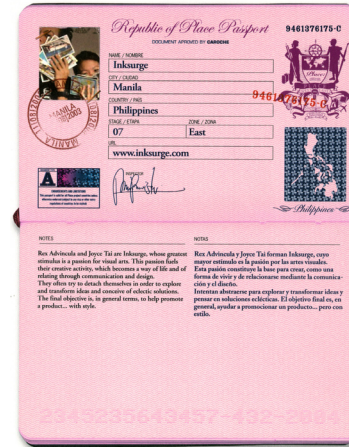 Republic of Place Passport
DOCUMENT APROVED BY CAROCHE
9461376175-C
NAME / NOMBRE
Inksurge
CITY / CIUDAD
Manila
COUNTRY / PAÍS
Philippines
STAGE / ETAPA
ZONE / ZONA
07
East
URL
www.inksurge.com
Place
MANILA
2003
MANILA
A
Philippines
NOTES
Rex Advincula and Joyce Tai are Inksurge, whose greatest
stimulus is a passion for visual arts. This passion fuels
their creative activity, which becomes a way of life and of
relating through communication and design.
They often try to detach themselves in order to explore
and transform ideas and conceive of eclectic solutions.
The final objective is, in general terms, to help promote
a product... with style.
NOTAS
Rex Advincula y Joyce Tai forman Inksurge, cuyo
mayor estímulo es la pasión por las artes visuales.
Esta pasión constituye la base para crear, como una
forma de vivir y de relacionarse mediante la comunica-
ción y el diseño.
Intentan abstraerse para explorar y transformar ideas y
pensar en soluciones eclécticas. El objetivo final es, en
general, ayudar a promocionar un producto... pero con
estilo.